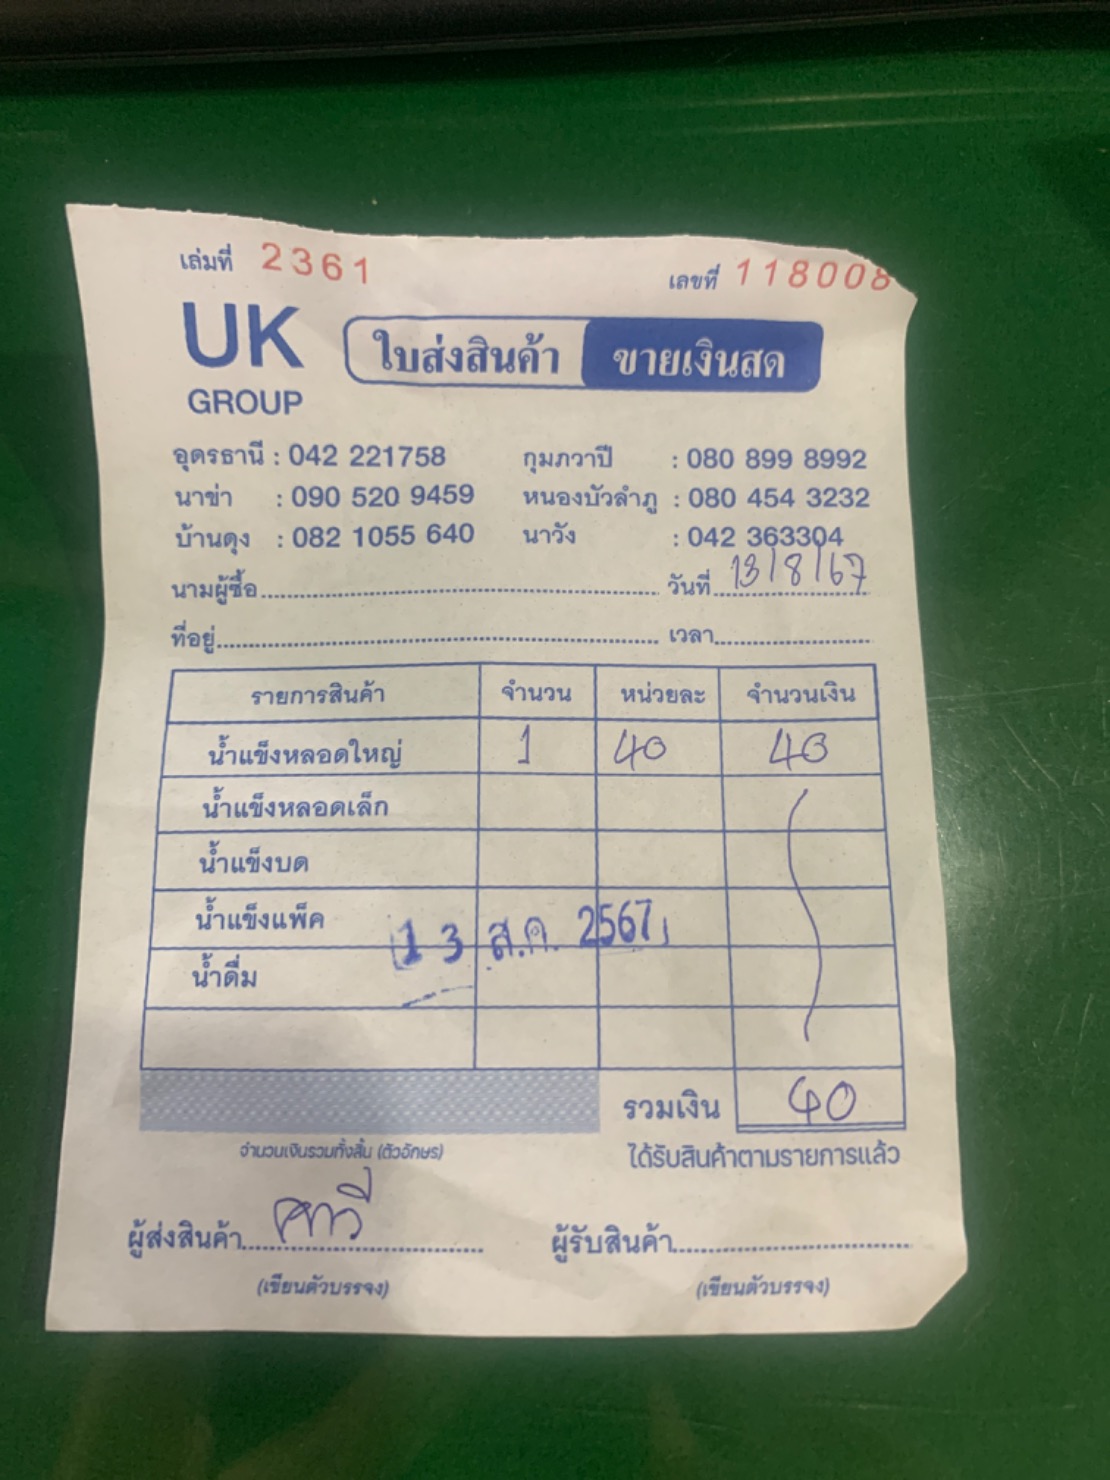 เล่มที่ 2361 เลขที่ 118008
UK
GROUP
ใบส่งสินค้า ขายเงินสด
อุดรธานี : 042 221758 กุมภวาปี : 080 899 8992
นาข่า : 090 520 9459 หนองบัวลำภู : 080 454 3232
บ้านดุง : 082 1055 640 นาวัง : 042 363304
นามผู้ซื้อ วันที่ 13/8/67
ที่อยู่ เวลา
รายการสินค้า จำนวน หน่วยละ จำนวนเงิน
น้ำแข็งหลอดใหญ่ 1 40 40
น้ำแข็งหลอดเล็ก
น้ำแข็งบด
น้ำแข็งแพ็ค
13 ส.ค. 2567
น้ำดื่ม
รวมเงิน 40
จำนวนเงินรวมทั้งสิ้น (ตัวอักษร) ได้รับสินค้าตามรายการแล้ว
ผู้ส่งสินค้า ผู้รับสินค้า
(เขียนตัวบรรจง) (เขียนตัวบรรจง)